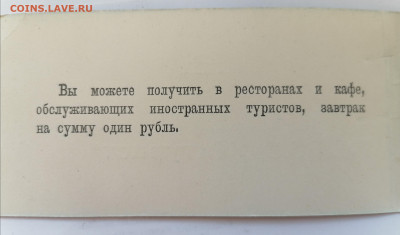 COINS.LAVE.RU
Вы можете получить в ресторанах и кафе,
обслуживающих иностранных туристов, завтрак
на сумму один рубль.